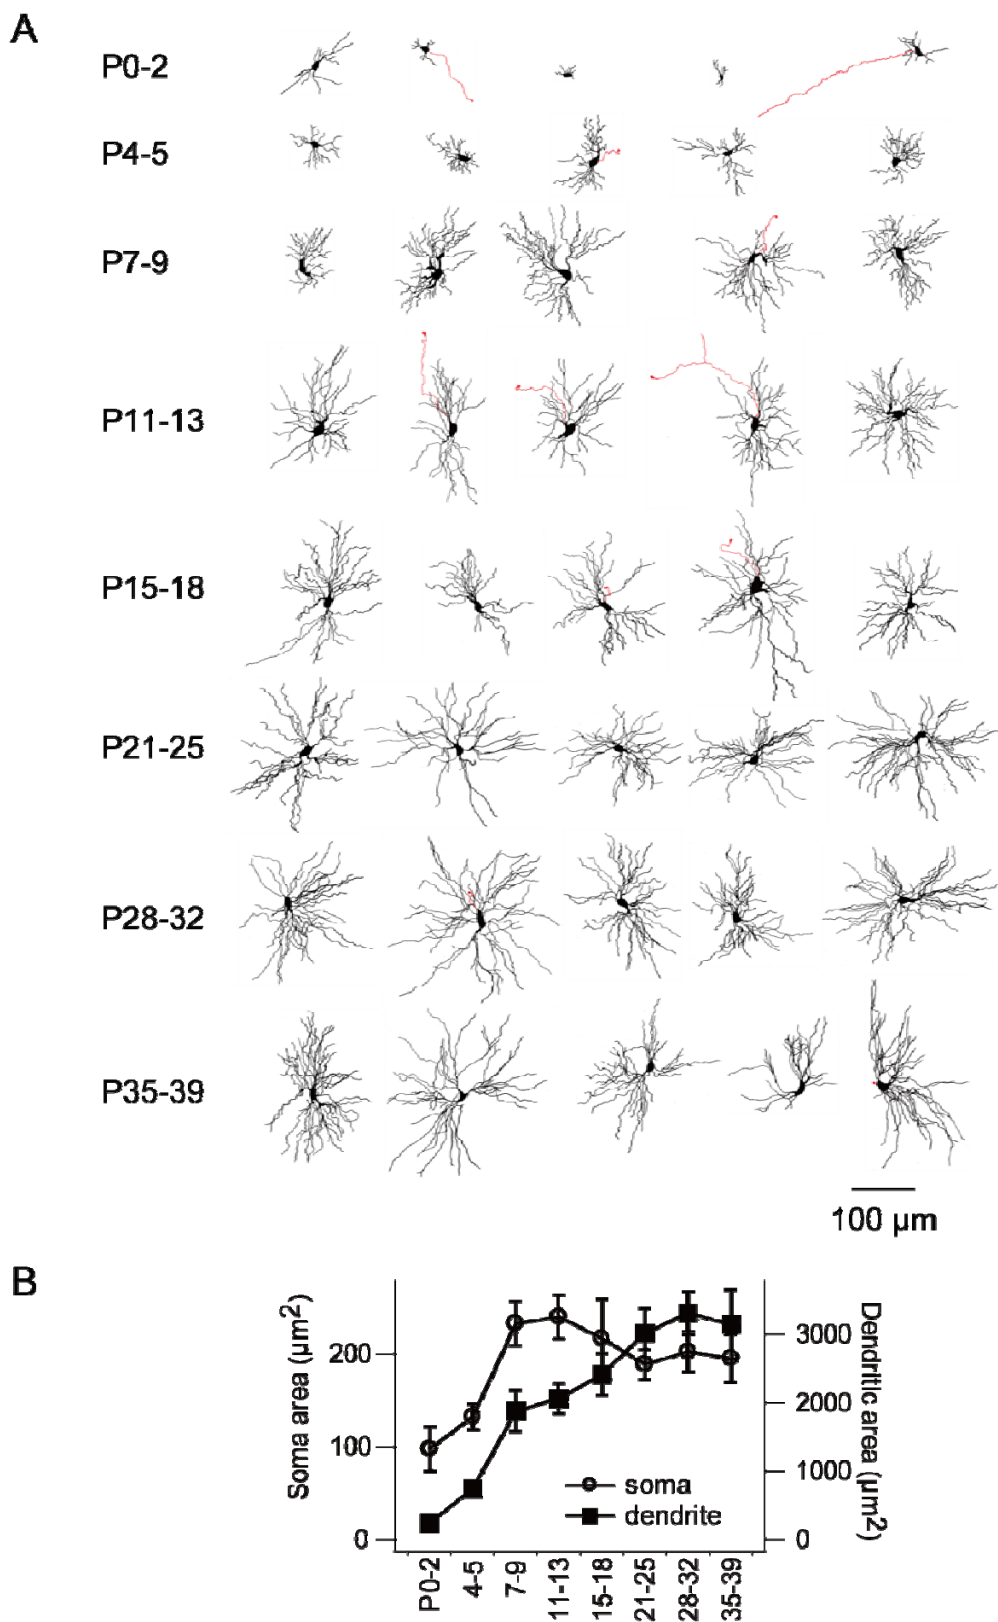 A
P0-2
P4-5
P7-9
P11-13
P15-18
P21-25
P28-32
P35-39
100 µm
B
Soma area (µm²)
200
100
0
Dendritic area (µm²)
3000
2000
1000
0
soma
dendrite
P0-2
4-5
7-9
11-13
15-18
21-25
28-32
35-39